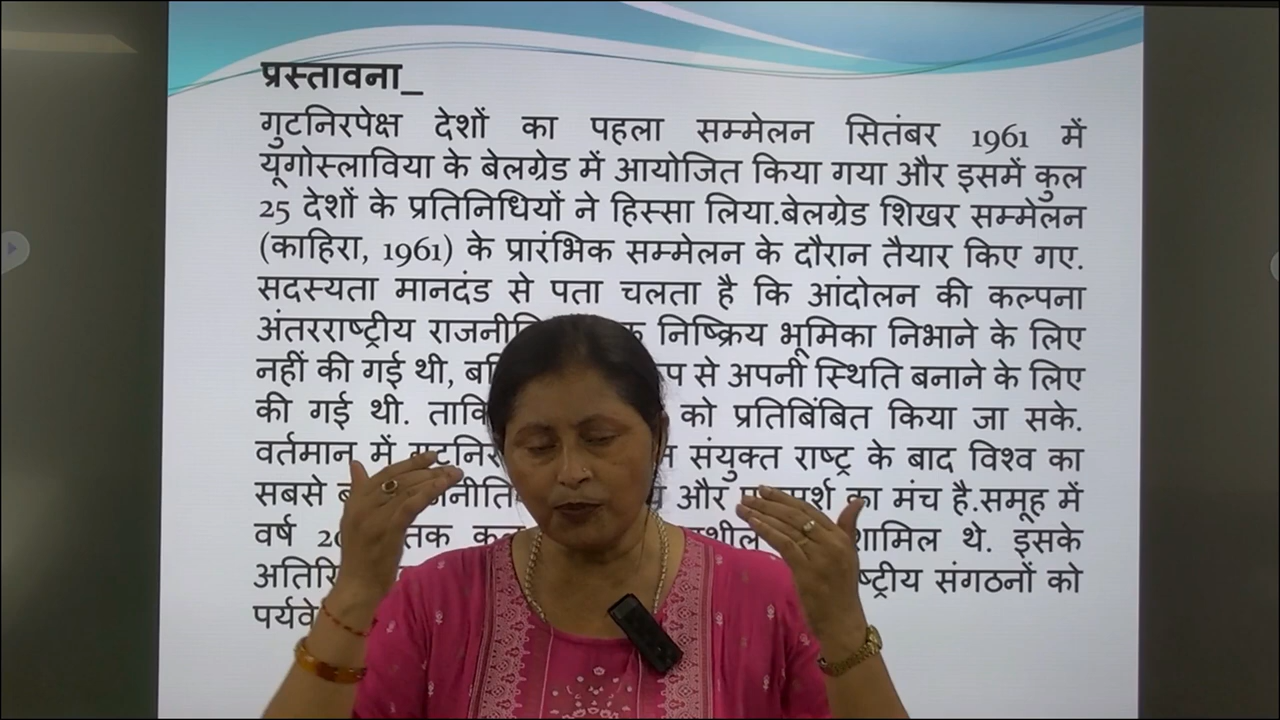 प्रस्तावना_
गुटनिरपेक्ष देशों का पहला सम्मेलन सितंबर 1961 में
यूगोस्लाविया के बेलग्रेड में आयोजित किया गया और इसमें कुल
25 देशों के प्रतिनिधियों ने हिस्सा लिया.बेलग्रेड शिखर सम्मेलन
(काहिरा, 1961) के प्रारंभिक सम्मेलन के दौरान तैयार किए गए.
सदस्यता मानदंड से पता चलता है कि आंदोलन की कल्पना
अंतरराष्ट्रीय निष्क्रिय भूमिका निभाने के लिए
नहीं की गई थी, से अपनी स्थिति बनाने के लिए
की गई थी. को प्रतिबिंबित किया जा सके.
वर्तमान में संयुक्त राष्ट्र के बाद विश्व का
सबसे और का मंच है.समूह में
वर्ष तक शामिल थे. इसके
संगठनों को